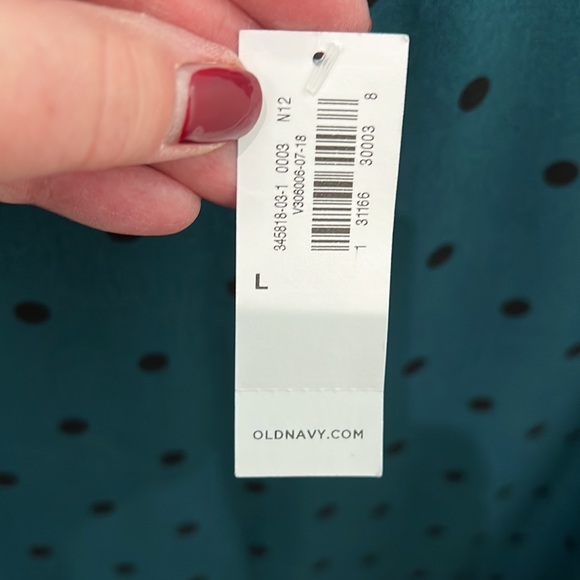 345818-03-1 0003 N12
V306006-07-18
1 31166 30003 8
L
OLDNAVY.COM